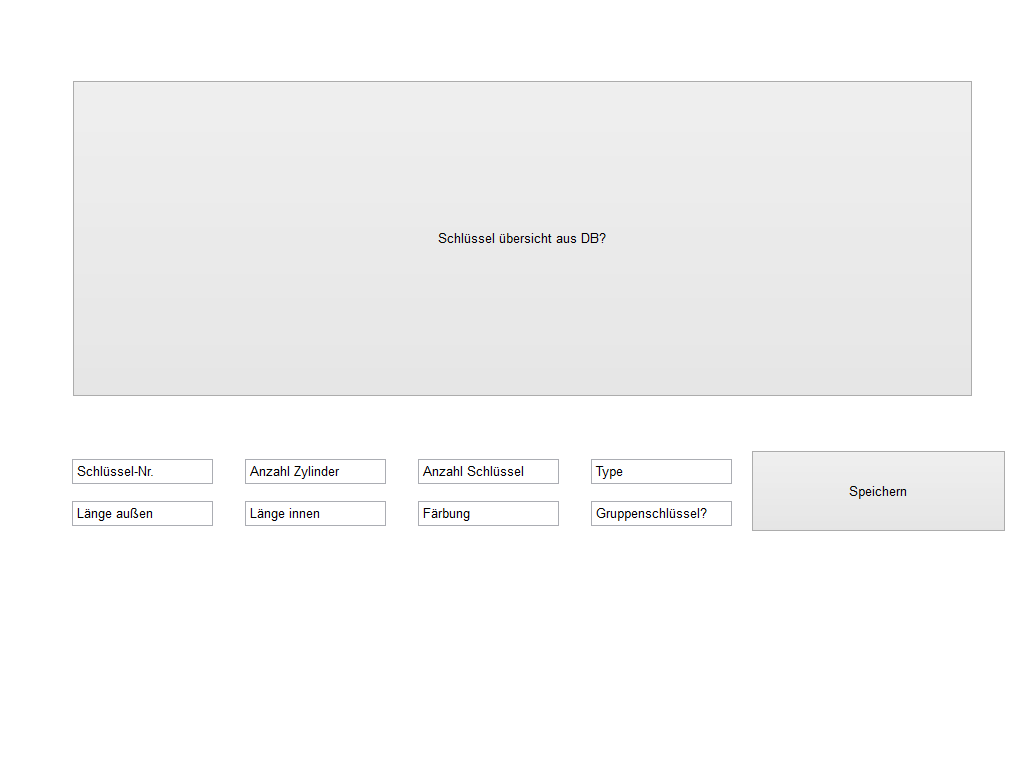 Schlüssel übersicht aus DB?
Schlüssel-Nr.
Anzahl Zylinder
Anzahl Schlüssel
Type
Speichern
Länge außen
Länge innen
Färbung
Gruppenschlüssel?